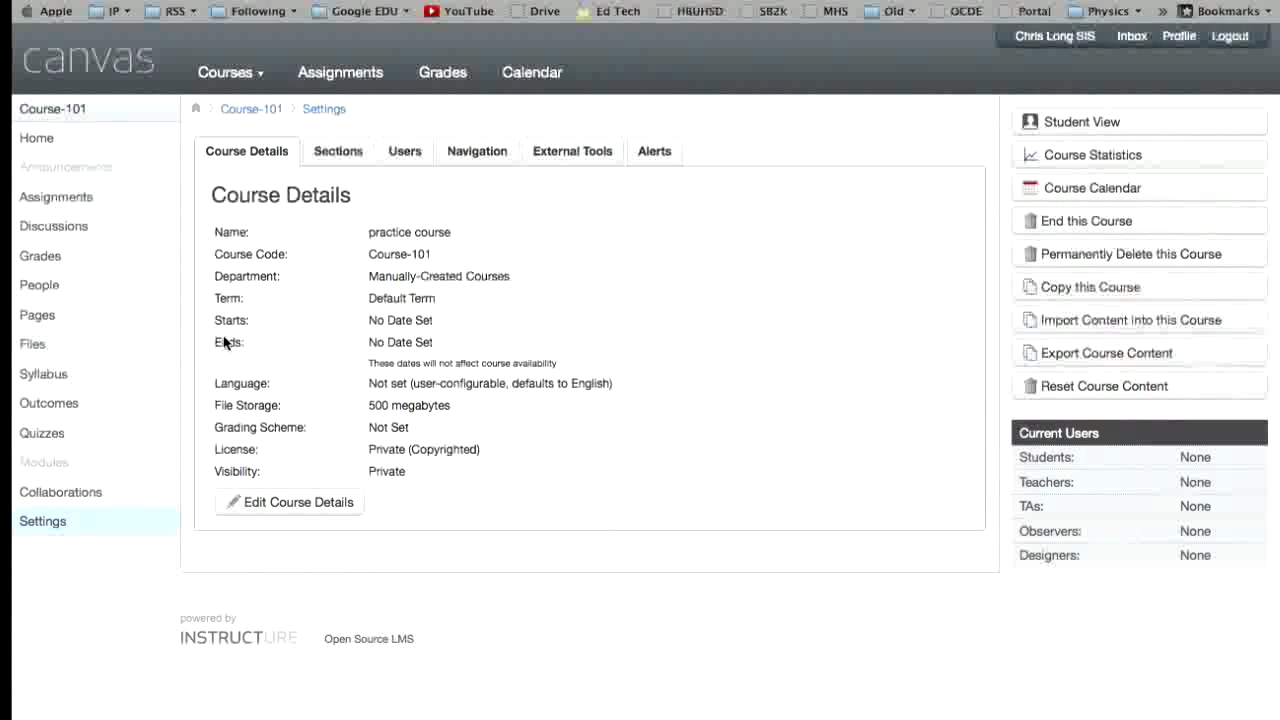 Apple IP RSS Following Google EDU YouTube Drive Ed Tech HBUHSD SB2K MHS Old OCDE Portal Physics » Bookmarks
Chris Long SIS Inbox Profile Logout
canvas
Courses Assignments Grades Calendar
Course-101
Home
Announcements
Assignments
Discussions
Grades
People
Pages
Files
Syllabus
Outcomes
Quizzes
Modules
Collaborations
Settings
Course-101 Settings
Course Details Sections Users Navigation External Tools Alerts
Course Details
Name: practice course
Course Code: Course-101
Department: Manually-Created Courses
Term: Default Term
Starts: No Date Set
Ends: No Date Set
These dates will not affect course availability
Language: Not set (user-configurable, defaults to English)
File Storage: 500 megabytes
Grading Scheme: Not Set
License: Private (Copyrighted)
Visibility: Private
Edit Course Details
Student View
Course Statistics
Course Calendar
End this Course
Permanently Delete this Course
Copy this Course
Import Content into this Course
Export Course Content
Reset Course Content
Current Users
Students: None
Teachers: None
TAs: None
Observers: None
Designers: None
powered by
INSTRUCTURE Open Source LMS